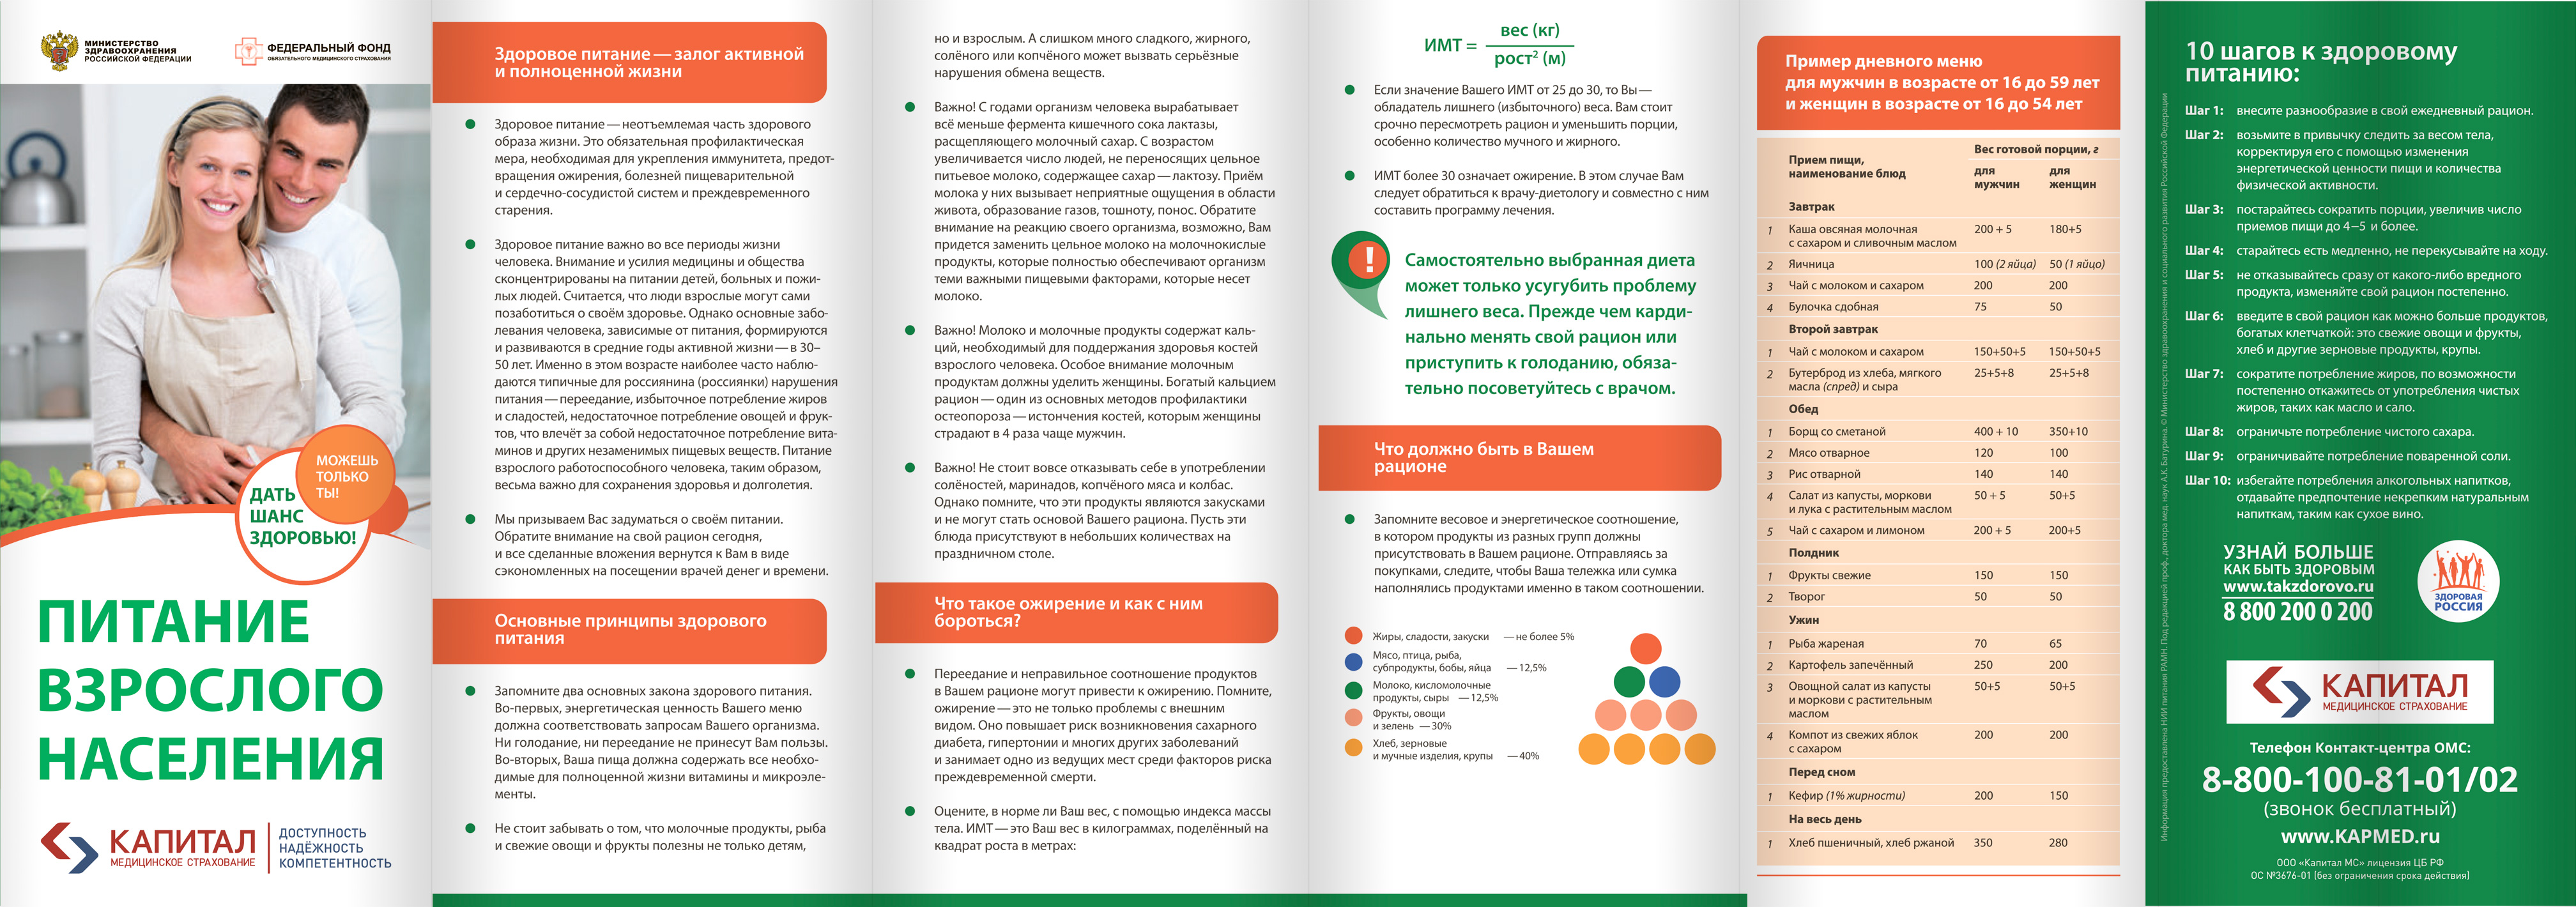 МИНИСТЕРСТВО
ЗДРАВООХРАНЕНИЯ
РОССИЙСКОЙ ФЕДЕРАЦИИ
ФЕДЕРАЛЬНЫЙ ФОНД
ОБЯЗАТЕЛЬНОГО МЕДИЦИНСКОГО СТРАХОВАНИЯ
МОЖЕШЬ
ТОЛЬКО
ТЫ!
ДАТЬ
ШАНС
ЗДОРОВЬЮ!
ПИТАНИЕ
ВЗРОСЛОГО
НАСЕЛЕНИЯ
КАПИТАЛ
МЕДИЦИНСКОЕ СТРАХОВАНИЕ
ДОСТУПНОСТЬ
НАДЁЖНОСТЬ
КОМПЕТЕНТНОСТЬ
Здоровое питание — залог активной
и полноценной жизни
Здоровое питание — неотъемлемая часть здорового
образа жизни. Это обязательная профилактическая
мера, необходимая для укрепления иммунитета, предот-
вращения ожирения, болезней пищеварительной
и сердечно-сосудистой систем и преждевременного
старения.
Здоровое питание важно во все периоды жизни
человека. Внимание и усилия медицины и общества
сконцентрированы на питании детей, больных и пожи-
лых людей. Считается, что люди взрослые могут сами
позаботиться о своём здоровье. Однако основные забо-
левания человека, зависимые от питания, формируются
и развиваются в средние годы активной жизни — в 30–
50 лет. Именно в этом возрасте наиболее часто наблю-
даются типичные для россиянина (россиянки) нарушения
питания — переедание, избыточное потребление жиров
и сладостей, недостаточное потребление овощей и фрук-
тов, что влечёт за собой недостаточное потребление вита-
минов и других незаменимых пищевых веществ. Питание
взрослого работоспособного человека, таким образом,
весьма важно для сохранения здоровья и долголетия.
Мы призываем Вас задуматься о своём питании.
Обратите внимание на свой рацион сегодня,
и все сделанные вложения вернутся к Вам в виде
сэкономленных на посещении врачей денег и времени.
Основные принципы здорового
питания
Запомните два основных закона здорового питания.
Во-первых, энергетическая ценность Вашего меню
должна соответствовать запросам Вашего организма.
Ни голодание, ни переедание не принесут Вам пользы.
Во-вторых, Ваша пища должна содержать все необхо-
димые для полноценной жизни витамины и микроэле-
менты.
Не стоит забывать о том, что молочные продукты, рыба
и свежие овощи и фрукты полезны не только детям,
но и взрослым. А слишком много сладкого, жирного,
солёного или копчёного может вызвать серьёзные
нарушения обмена веществ.
Важно! С годами организм человека вырабатывает
всё меньше фермента кишечного сока лактазы,
расщепляющего молочный сахар. С возрастом
увеличивается число людей, не переносящих цельное
питьевое молоко, содержащее сахар — лактозу. Приём
молока у них вызывает неприятные ощущения в области
живота, образование газов, тошноту, понос. Обратите
внимание на реакцию своего организма, возможно, Вам
придется заменить цельное молоко на молочнокислые
продукты, которые полностью обеспечивают организм
теми важными пищевыми факторами, которые несет
молоко.
Важно! Молоко и молочные продукты содержат каль-
ций, необходимый для поддержания здоровья костей
взрослого человека. Особое внимание молочным
продуктам должны уделить женщины. Богатый кальцием
рацион — один из основных методов профилактики
остеопороза — истончения костей, которым женщины
страдают в 4 раза чаще мужчин.
Важно! Не стоит вовсе отказывать себе в употреблении
солёностей, маринадов, копчёного мяса и колбас.
Однако помните, что эти продукты являются закусками
и не могут стать основой Вашего рациона. Пусть эти
блюда присутствуют в небольших количествах на
праздничном столе.
Что такое ожирение и как с ним
бороться?
Переедание и неправильное соотношение продуктов
в Вашем рационе могут привести к ожирению. Помните,
ожирение — это не только проблемы с внешним
видом. Оно повышает риск возникновения сахарного
диабета, гипертонии и многих других заболеваний
и занимает одно из ведущих мест среди факторов риска
преждевременной смерти.
Оцените, в норме ли Ваш вес, с помощью индекса массы
тела. ИМТ — это Ваш вес в килограммах, поделённый на
квадрат роста в метрах:
вес (кг)
ИМТ =
рост² (м)
Если значение Вашего ИМТ от 25 до 30, то Вы —
обладатель лишнего (избыточного) веса. Вам стоит
срочно пересмотреть рацион и уменьшить порции,
особенно количество мучного и жирного.
ИМТ более 30 означает ожирение. В этом случае Вам
следует обратиться к врачу-диетологу и совместно с ним
составить программу лечения.
!
Самостоятельно выбранная диета
может только усугубить проблему
лишнего веса. Прежде чем карди-
нально менять свой рацион или
приступить к голоданию, обяза-
тельно посоветуйтесь с врачом.
Что должно быть в Вашем
рационе
Запомните весовое и энергетическое соотношение,
в котором продукты из разных групп должны
присутствовать в Вашем рационе. Отправляясь за
покупками, следите, чтобы Ваша тележка или сумка
наполнялись продуктами именно в таком соотношении.
Жиры, сладости, закуски — не более 5%
Мясо, птица, рыба,
субпродукты, бобы, яйца — 12,5%
Молоко, кисломолочные
продукты, сыры — 12,5%
Фрукты, овощи
и зелень — 30%
Хлеб, зерновые
и мучные изделия, крупы — 40%
Пример дневного меню
для мужчин в возрасте от 16 до 59 лет
и женщин в возрасте от 16 до 54 лет
Прием пищи,
наименование блюд
Вес готовой порции, г
для
мужчин
для
женщин
Завтрак
1 Каша овсяная молочная
с сахаром и сливочным маслом 200 + 5 180+5
2 Яичница 100 (2 яйца) 50 (1 яйцо)
3 Чай с молоком и сахаром 200 200
4 Булочка сдобная 75 50
Второй завтрак
1 Чай с молоком и сахаром 150+50+5 150+50+5
2 Бутерброд из хлеба, мягкого
масла (спред) и сыра 25+5+8 25+5+8
Обед
1 Борщ со сметаной 400 + 10 350+10
2 Мясо отварное 120 100
3 Рис отварной 140 140
4 Салат из капусты, моркови
и лука с растительным маслом 50 + 5 50+5
5 Чай с сахаром и лимоном 200 + 5 200+5
Полдник
1 Фрукты свежие 150 150
2 Творог 50 50
Ужин
1 Рыба жареная 70 65
2 Картофель запечённый 250 200
3 Овощной салат из капусты
и моркови с растительным
маслом 50+5 50+5
4 Компот из свежих яблок
с сахаром 200 200
Перед сном
1 Кефир (1% жирности) 200 150
На весь день
1 Хлеб пшеничный, хлеб ржаной 350 280
Информация предоставлена НИИ питания РАМН. Под редакцией проф., доктора мед. наук А.К. Батурина. © Министерство здравоохранения и социального развития Российской Федерации
10 шагов к здоровому
питанию:
Шаг 1: внесите разнообразие в свой ежедневный рацион.
Шаг 2: возьмите в привычку следить за весом тела,
корректируя его с помощью изменения
энергетической ценности пищи и количества
физической активности.
Шаг 3: постарайтесь сократить порции, увеличив число
приемов пищи до 4–5 и более.
Шаг 4: старайтесь есть медленно, не перекусывайте на ходу.
Шаг 5: не отказывайтесь сразу от какого-либо вредного
продукта, изменяйте свой рацион постепенно.
Шаг 6: введите в свой рацион как можно больше продуктов,
богатых клетчаткой: это свежие овощи и фрукты,
хлеб и другие зерновые продукты, крупы.
Шаг 7: сократите потребление жиров, по возможности
постепенно откажитесь от употребления чистых
жиров, таких как масло и сало.
Шаг 8: ограничьте потребление чистого сахара.
Шаг 9: ограничивайте потребление поваренной соли.
Шаг 10: избегайте потребления алкогольных напитков,
отдавайте предпочтение некрепким натуральным
напиткам, таким как сухое вино.
УЗНАЙ БОЛЬШЕ
КАК БЫТЬ ЗДОРОВЫМ
www.takzdorovo.ru
8 800 200 0 200
ЗДОРОВАЯ
РОССИЯ
КАПИТАЛ
МЕДИЦИНСКОЕ СТРАХОВАНИЕ
Телефон Контакт-центра ОМС:
8-800-100-81-01/02
(звонок бесплатный)
www.KAPMED.ru
ООО «Капитал МС» лицензия ЦБ РФ
ОС №3676-01 (без ограничения срока действия)